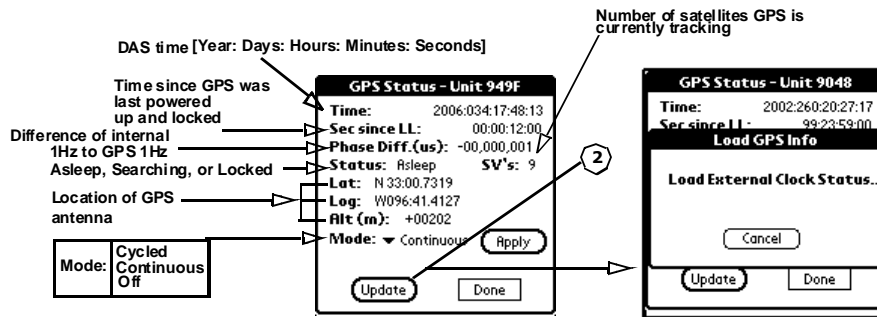 Number of satellites GPS is
currently tracking
DAS time [Year: Days: Hours: Minutes: Seconds]
Time since GPS was
last powered
up and locked
Difference of internal
1Hz to GPS 1Hz
Asleep, Searching, or Locked
Location of GPS
antenna
Mode:
Cycled
Continuous
Off
GPS Status - Unit 949F
Time: 2006:034:17:48:13
Sec since LL: 00:00:12:00
Phase Diff.(us): -00,000,001
Status: Asleep SV's: 9
Lat: N 33:00.7319
Log: W096:41.4127
Alt (m): +00202
Mode: Continuous Apply
Update Done
2
GPS Status - Unit 9048
Time: 2002:260:20:27:17
Sec since LL: 99:23:59:00
Load GPS Info
Load External Clock Status..
Cancel
Update Done